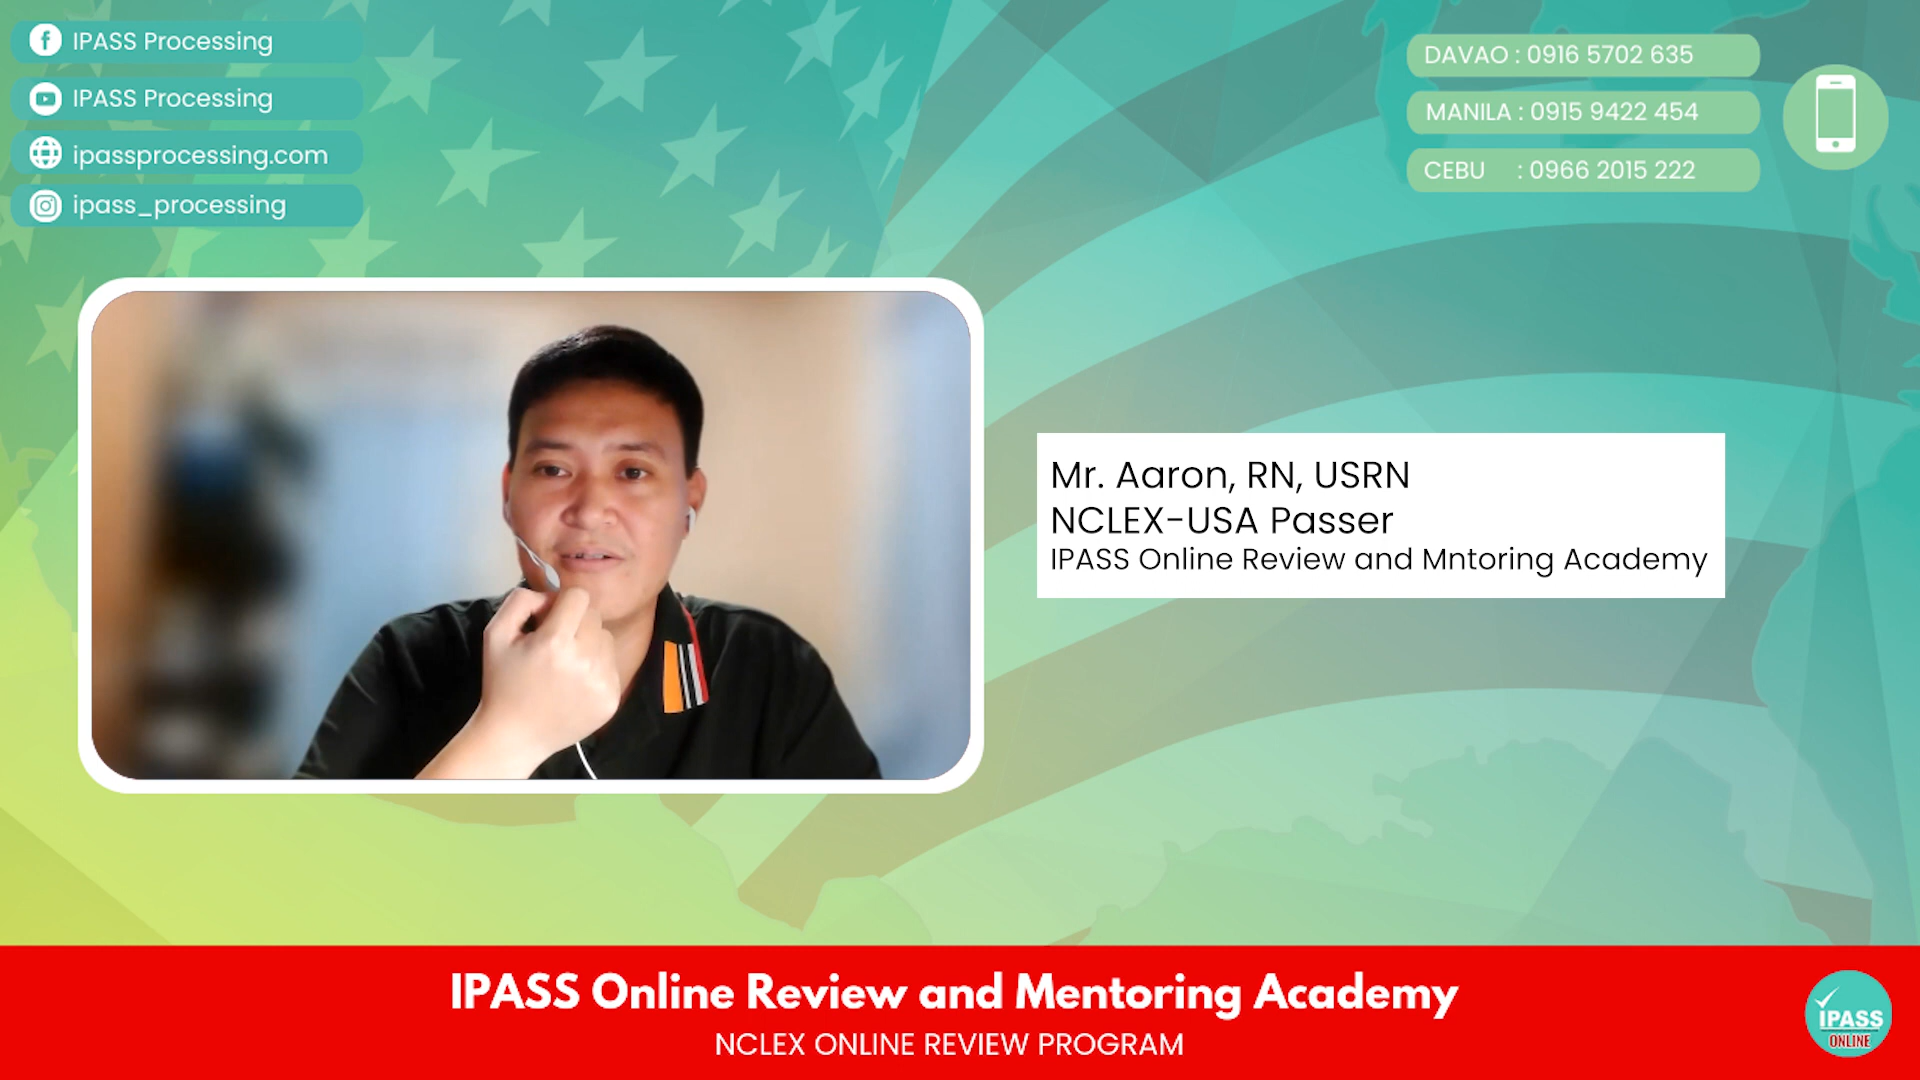 IPASS Processing
IPASS Processing
ipassprocessing.com
ipass_processing
DAVAO : 0916 5702 635
MANILA : 0915 9422 454
CEBU : 0966 2015 222
Mr. Aaron, RN, USRN
NCLEX-USA Passer
IPASS Online Review and Mntoring Academy
IPASS Online Review and Mentoring Academy
NCLEX ONLINE REVIEW PROGRAM
IPASS
ONLINE